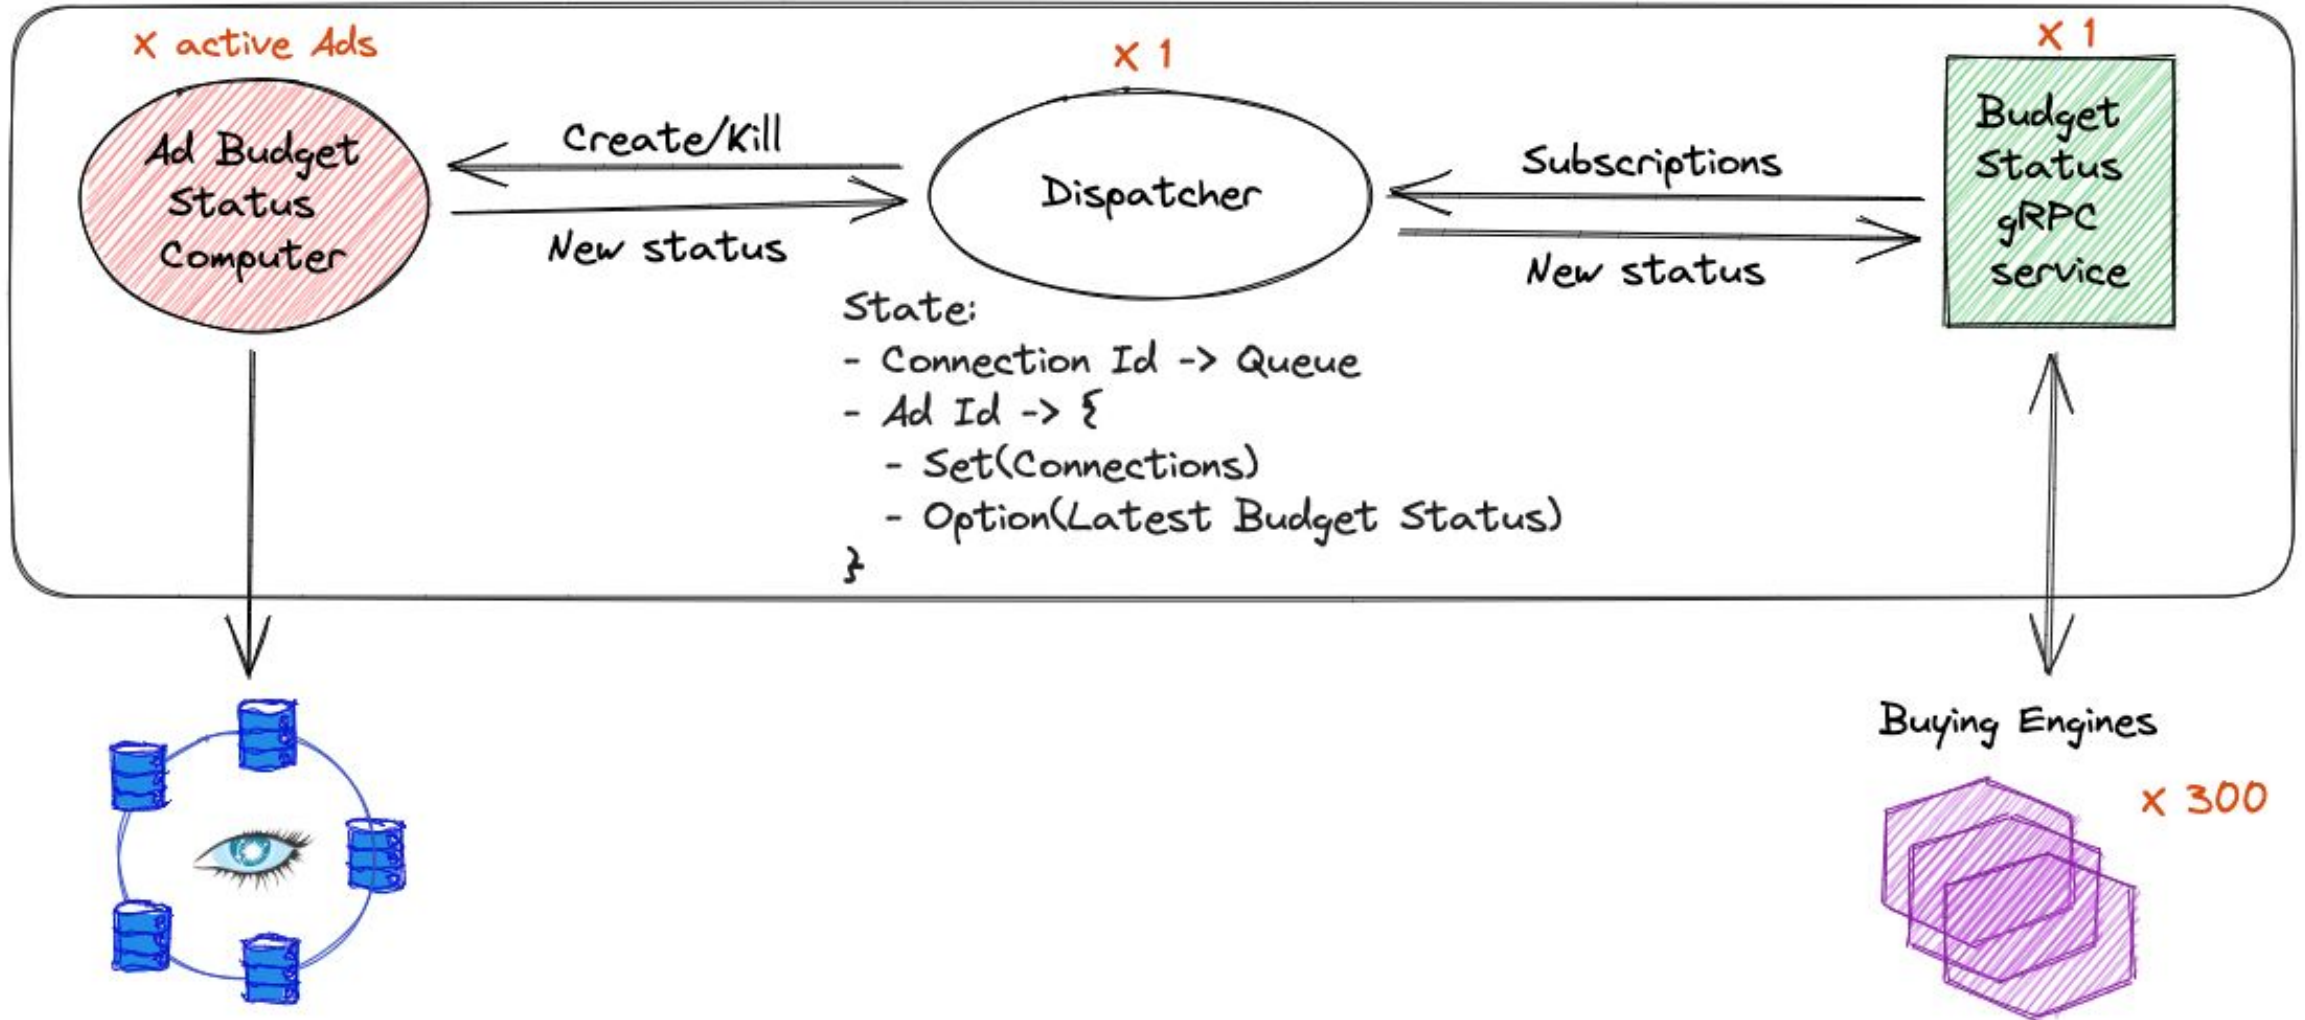 x active Ads
x 1
x 1
Ad Budget
Status
Computer
Create/Kill
New status
Dispatcher
Subscriptions
New status
Budget
Status
gRPC
service
State:
- Connection Id -> Queue
- Ad Id -> {
- Set(Connections)
- Option(Latest Budget Status)
}
Buying Engines
x 300